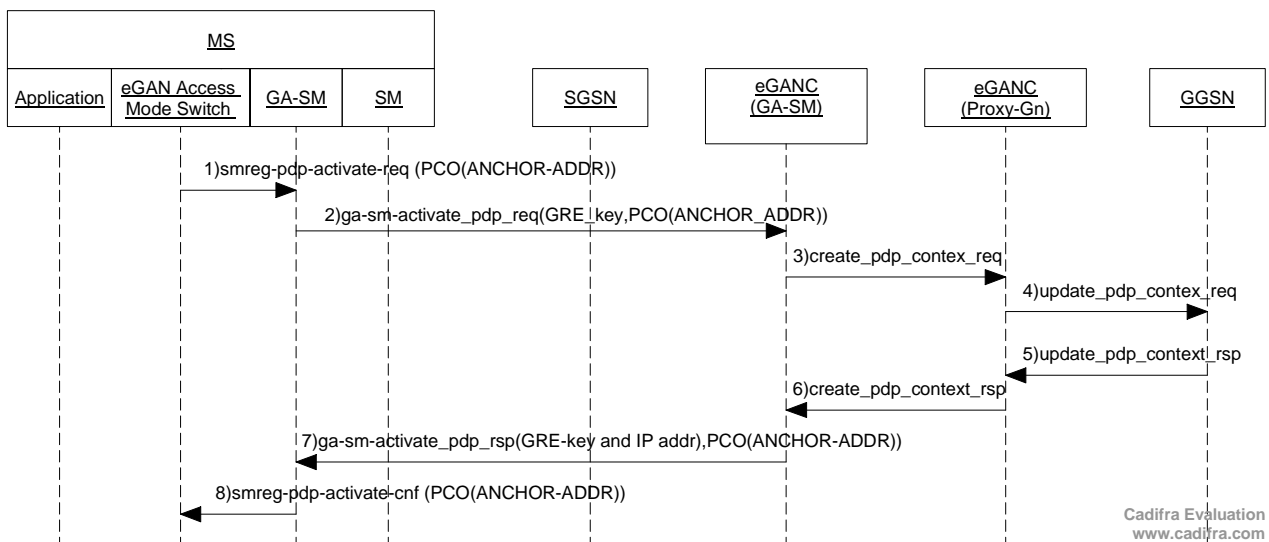 MS
Application
eGAN Access
Mode Switch
GA-SM
SM
SGSN
eGANC
(GA-SM)
eGANC
(Proxy-Gn)
GGSN
1)smreg-pdp-activate-req (PCO(ANCHOR-ADDR))
2)ga-sm-activate_pdp_req(GRE_key,PCO(ANCHOR_ADDR))
3)create_pdp_contex_req
4)update_pdp_contex_req
5)update_pdp_context_rsp
6)create_pdp_context_rsp
7)ga-sm-activate_pdp_rsp(GRE-key and IP addr),PCO(ANCHOR-ADDR))
8)smreg-pdp-activate-cnf (PCO(ANCHOR-ADDR))
Cadifra Evaluation
www.cadifra.com